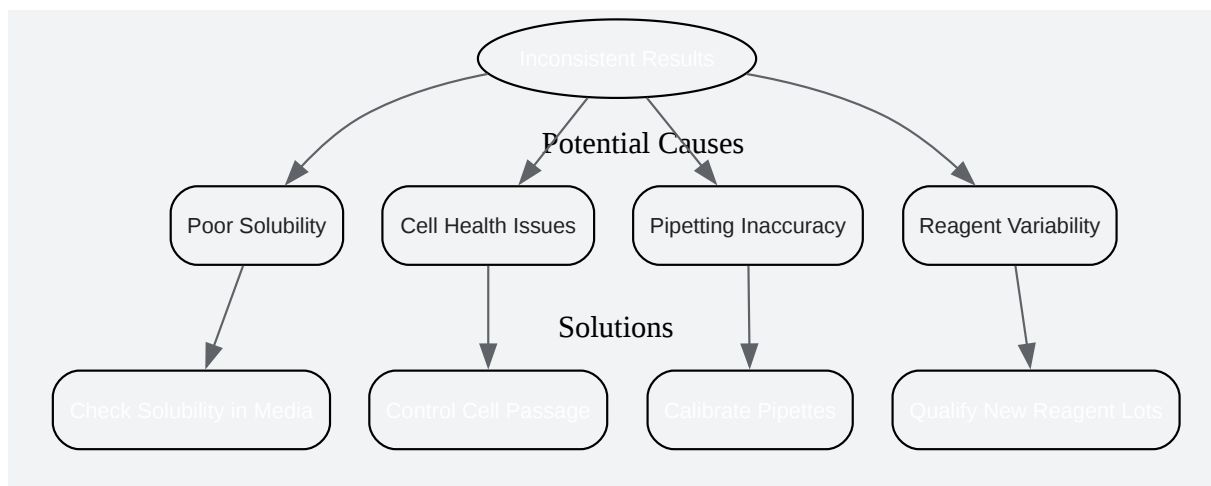 Inconsistent Results
Potential Causes
Poor Solubility
Cell Health Issues
Pipetting Inaccuracy
Reagent Variability
Solutions
Check Solubility in Media
Control Cell Passage
Calibrate Pipettes
Qualify New Reagent Lots